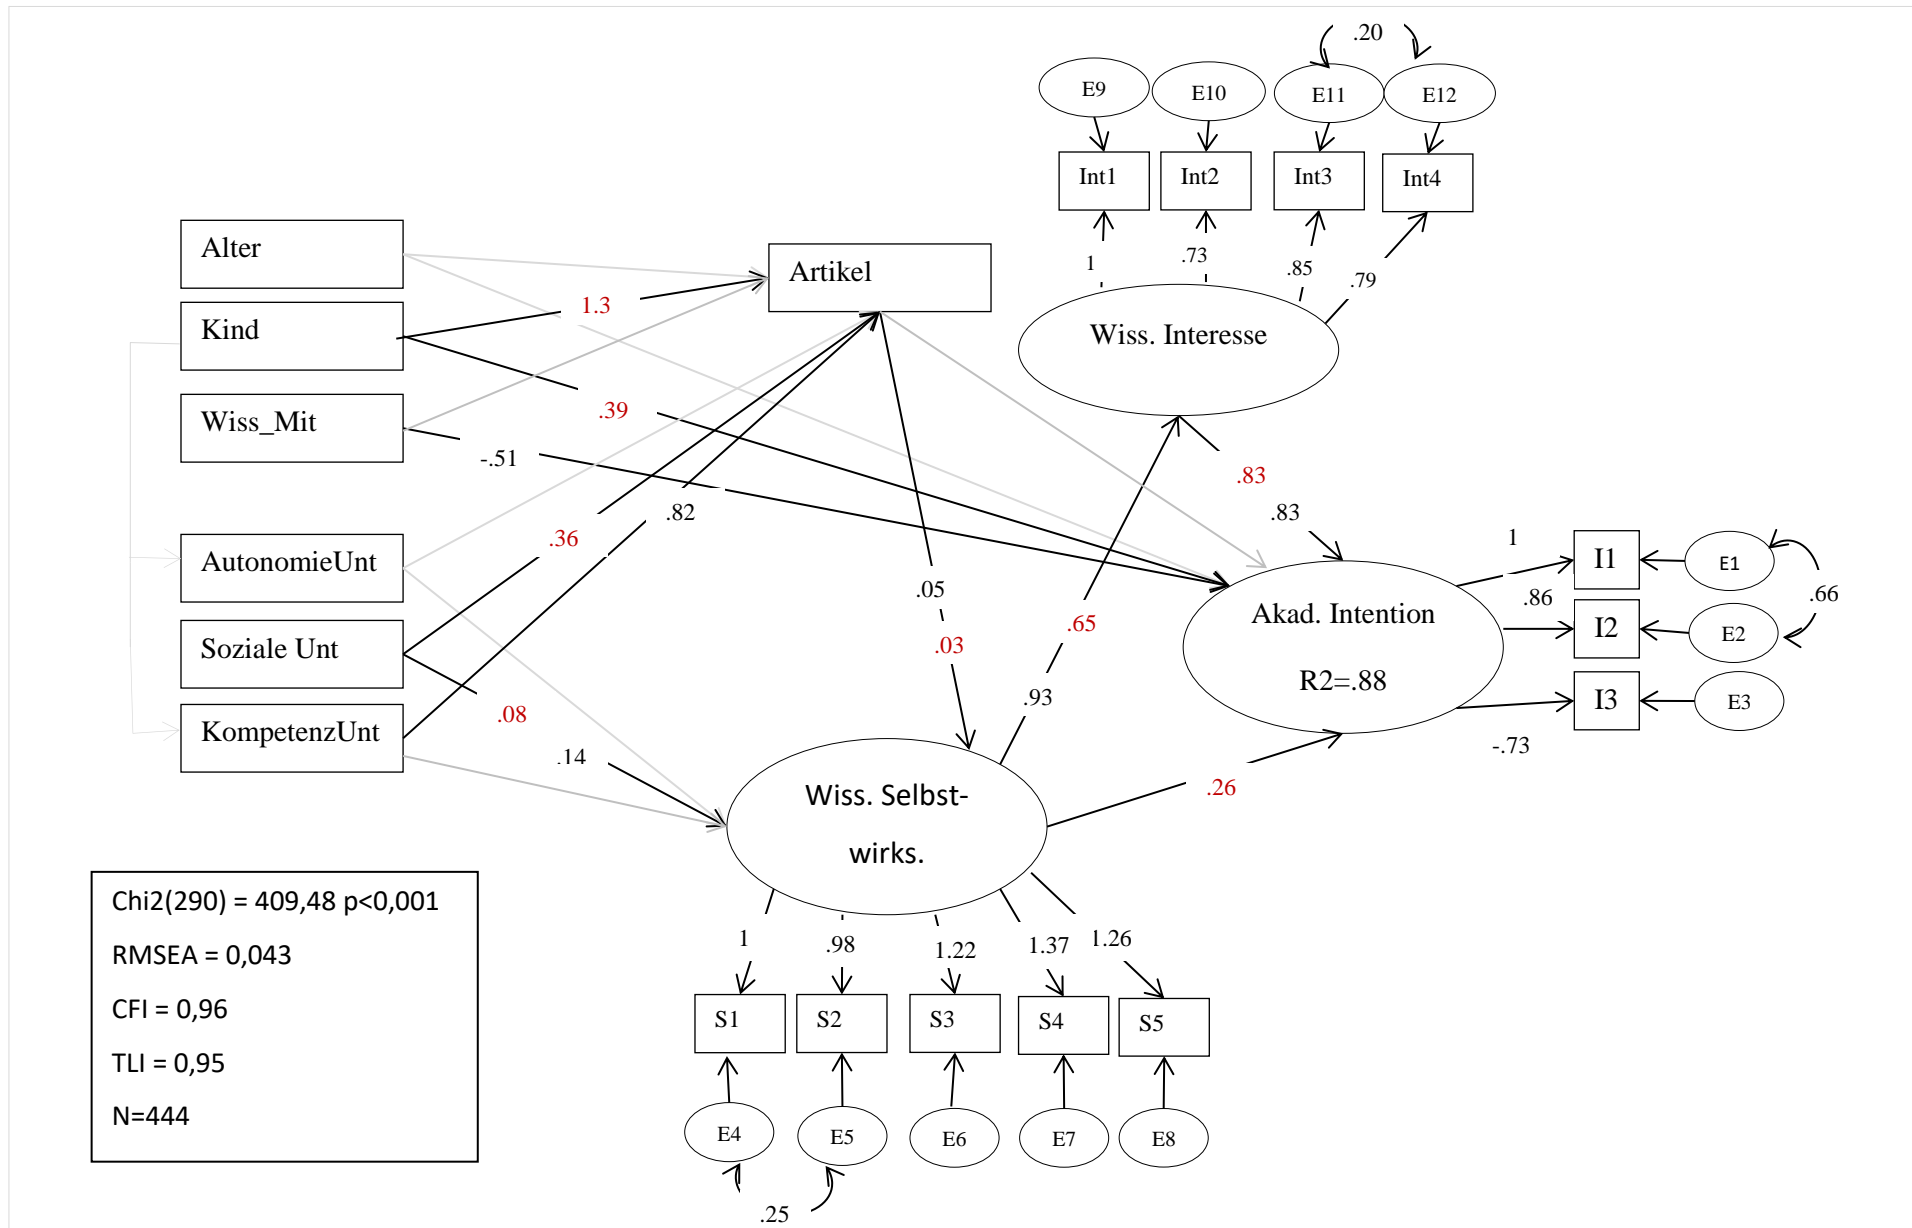 .20
E9
E10
E11
E12
Int1
Int2
Int3
Int4
1
.73
.85
.79
Wiss. Interesse
Alter
Kind
Wiss_Mit
AutonomieUnt
Soziale Unt
KompetenzUnt
Artikel
1.3
.39
-.51
.82
.36
.08
.14
.05
.03
.65
.93
.83
.83
.26
Akad. Intention
R2=.88
1
.86
-.73
I1
I2
I3
E1
E2
E3
.66
Wiss. Selbst-
wirks.
1
.98
1.22
1.37
1.26
S1
S2
S3
S4
S5
E4
E5
E6
E7
E8
.25
Chi2(290) = 409,48 p<0,001
RMSEA = 0,043
CFI = 0,96
TLI = 0,95
N=444